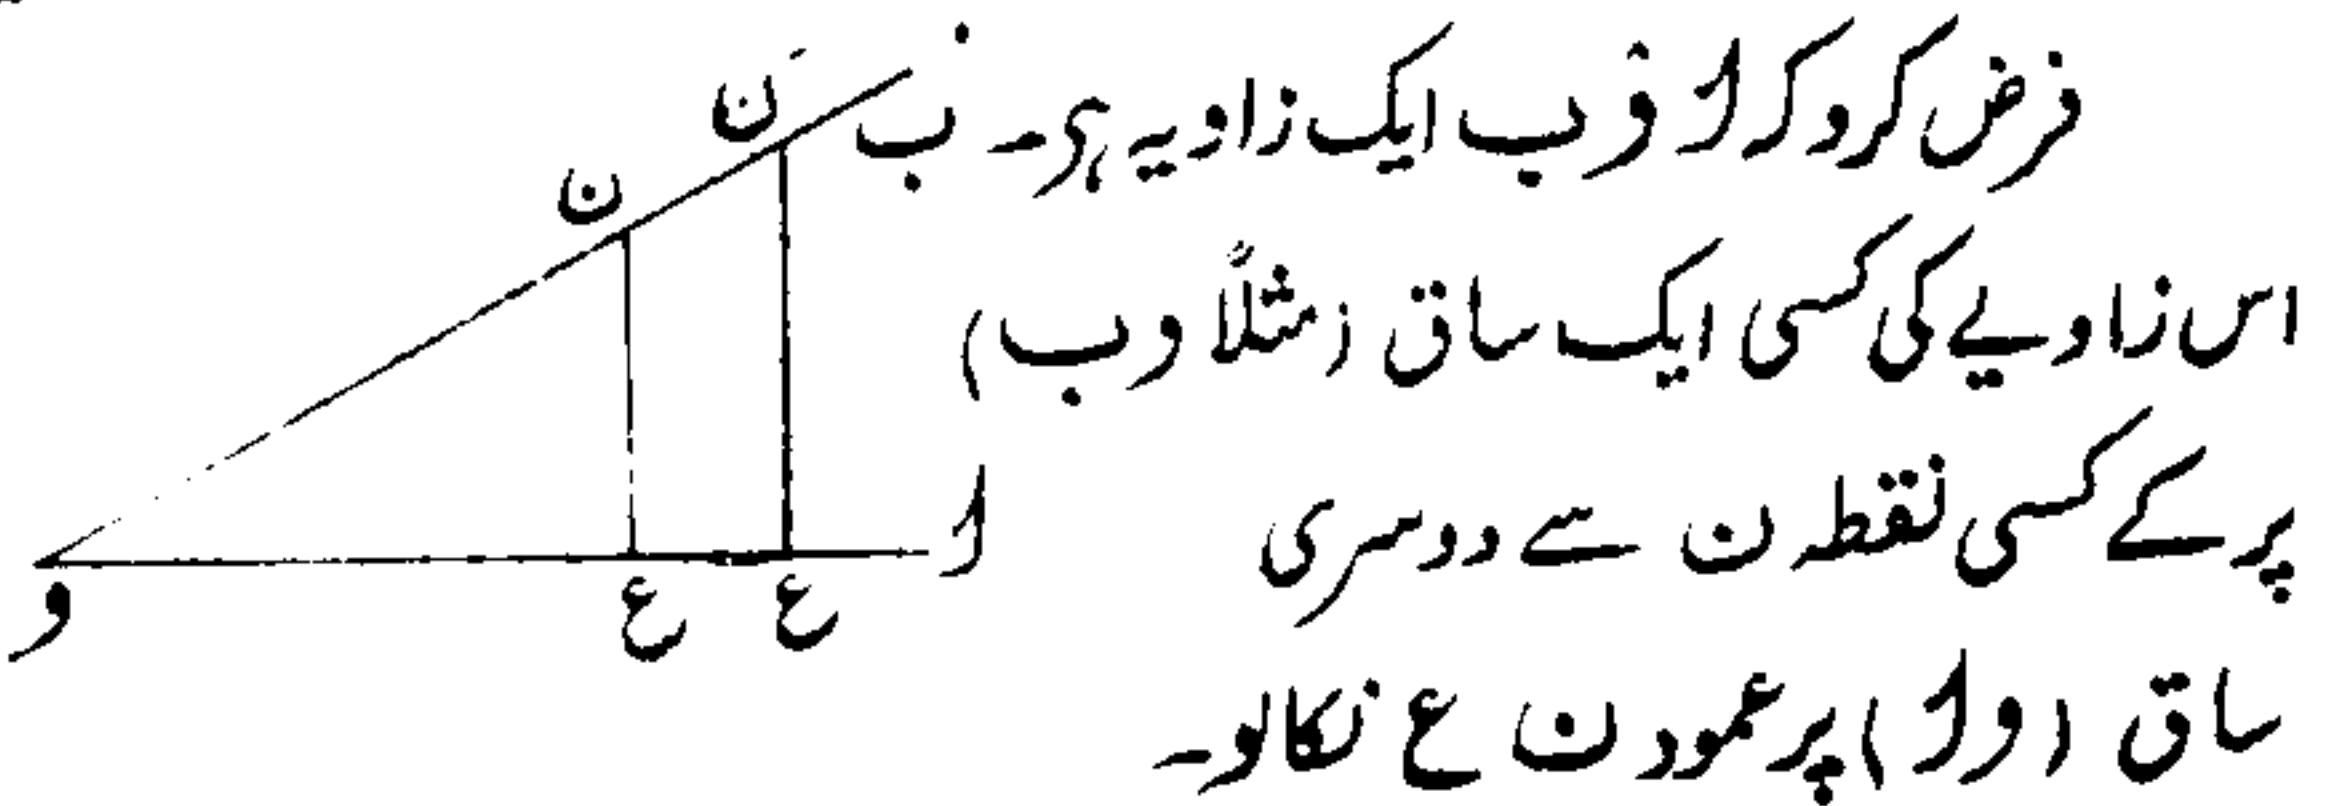 فرض کرو کہ ا وٛ ب ایک زاویہ ہی۔
اس زاویے کی کسی ایک ساق (مثلاً و ب)
پر کے کسی نقطہ ن سے دوسری
ساق (و ا) پر عمود ن ع نکالو۔
ب
نَ
ن
ا
و
ع
ع